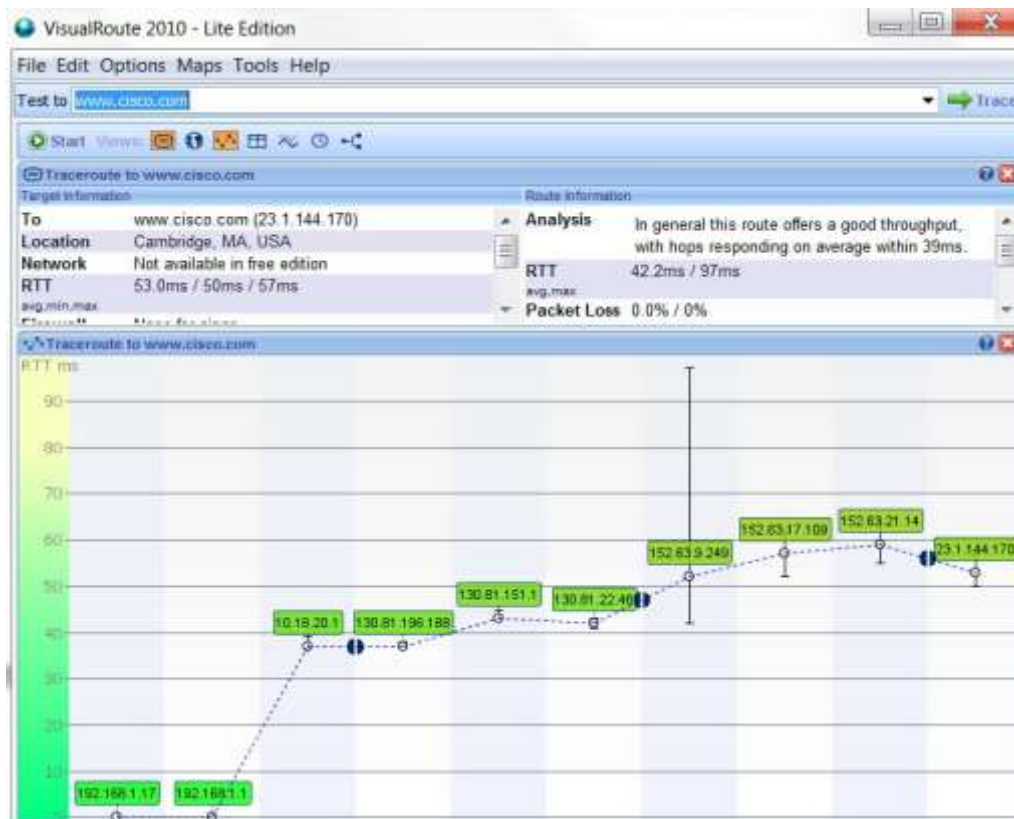 VisualRoute 2010 - Lite Edition
File Edit Options Maps Tools Help
Test to www.cisco.com Trace
Start Views:
Traceroute to www.cisco.com
Target Information
Route Information
To www.cisco.com (23.1.144.170)
Location Cambridge, MA, USA
Network Not available in free edition
RTT 53.0ms / 50ms / 57ms
avg,min,max
Analysis In general this route offers a good throughput,
with hops responding on average within 39ms.
RTT 42.2ms / 97ms
avg,max
Packet Loss 0.0% / 0%
Traceroute to www.cisco.com
RTT ms
90
80
70
60
50
40
30
20
10
0
192.168.1.17
192.168.1.1
10.18.20.1
130.81.196.188
130.81.151.1
130.81.22.46
152.63.9.249
152.63.17.109
152.63.21.14
23.1.144.170